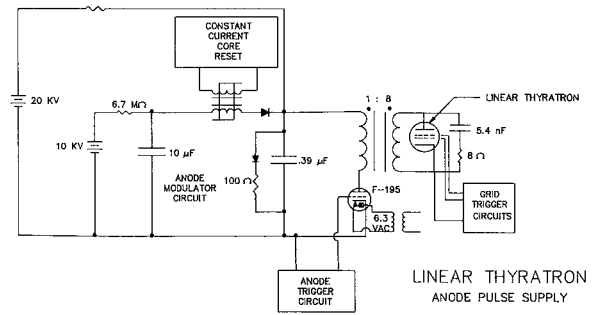 CONSTANT
CURRENT
CORE
RESET
20 KV
6.7 MΩ
10 KV
10 µF
ANODE
MODULATOR
CIRCUIT
100 Ω
.39 µF
1 : 8
LINEAR THYRATRON
5.4 nF
8 Ω
F-195
6.3
VAC
GRID
TRIGGER
CIRCUITS
ANODE
TRIGGER
CIRCUIT
LINEAR THYRATRON
ANODE PULSE SUPPLY